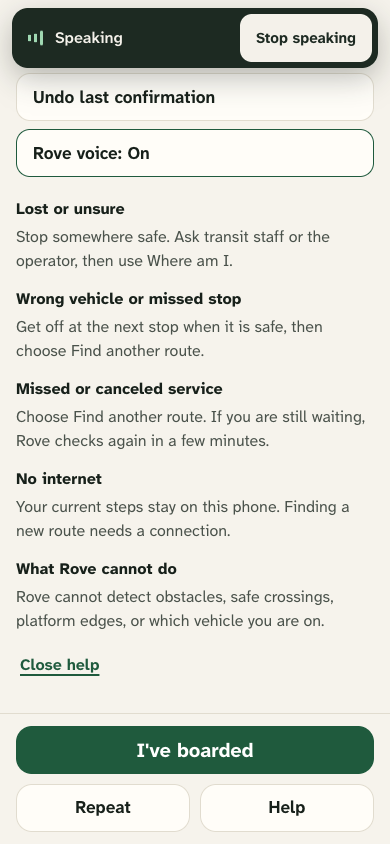 Speaking
Stop speaking
Undo last confirmation
Rove voice: On
Lost or unsure
Stop somewhere safe. Ask transit staff or the
operator, then use Where am I.
Wrong vehicle or missed stop
Get off at the next stop when it is safe, then
choose Find another route.
Missed or canceled service
Choose Find another route. If you are still waiting,
Rove checks again in a few minutes.
No internet
Your current steps stay on this phone. Finding a
new route needs a connection.
What Rove cannot do
Rove cannot detect obstacles, safe crossings,
platform edges, or which vehicle you are on.
Close help
I've boarded
Repeat
Help